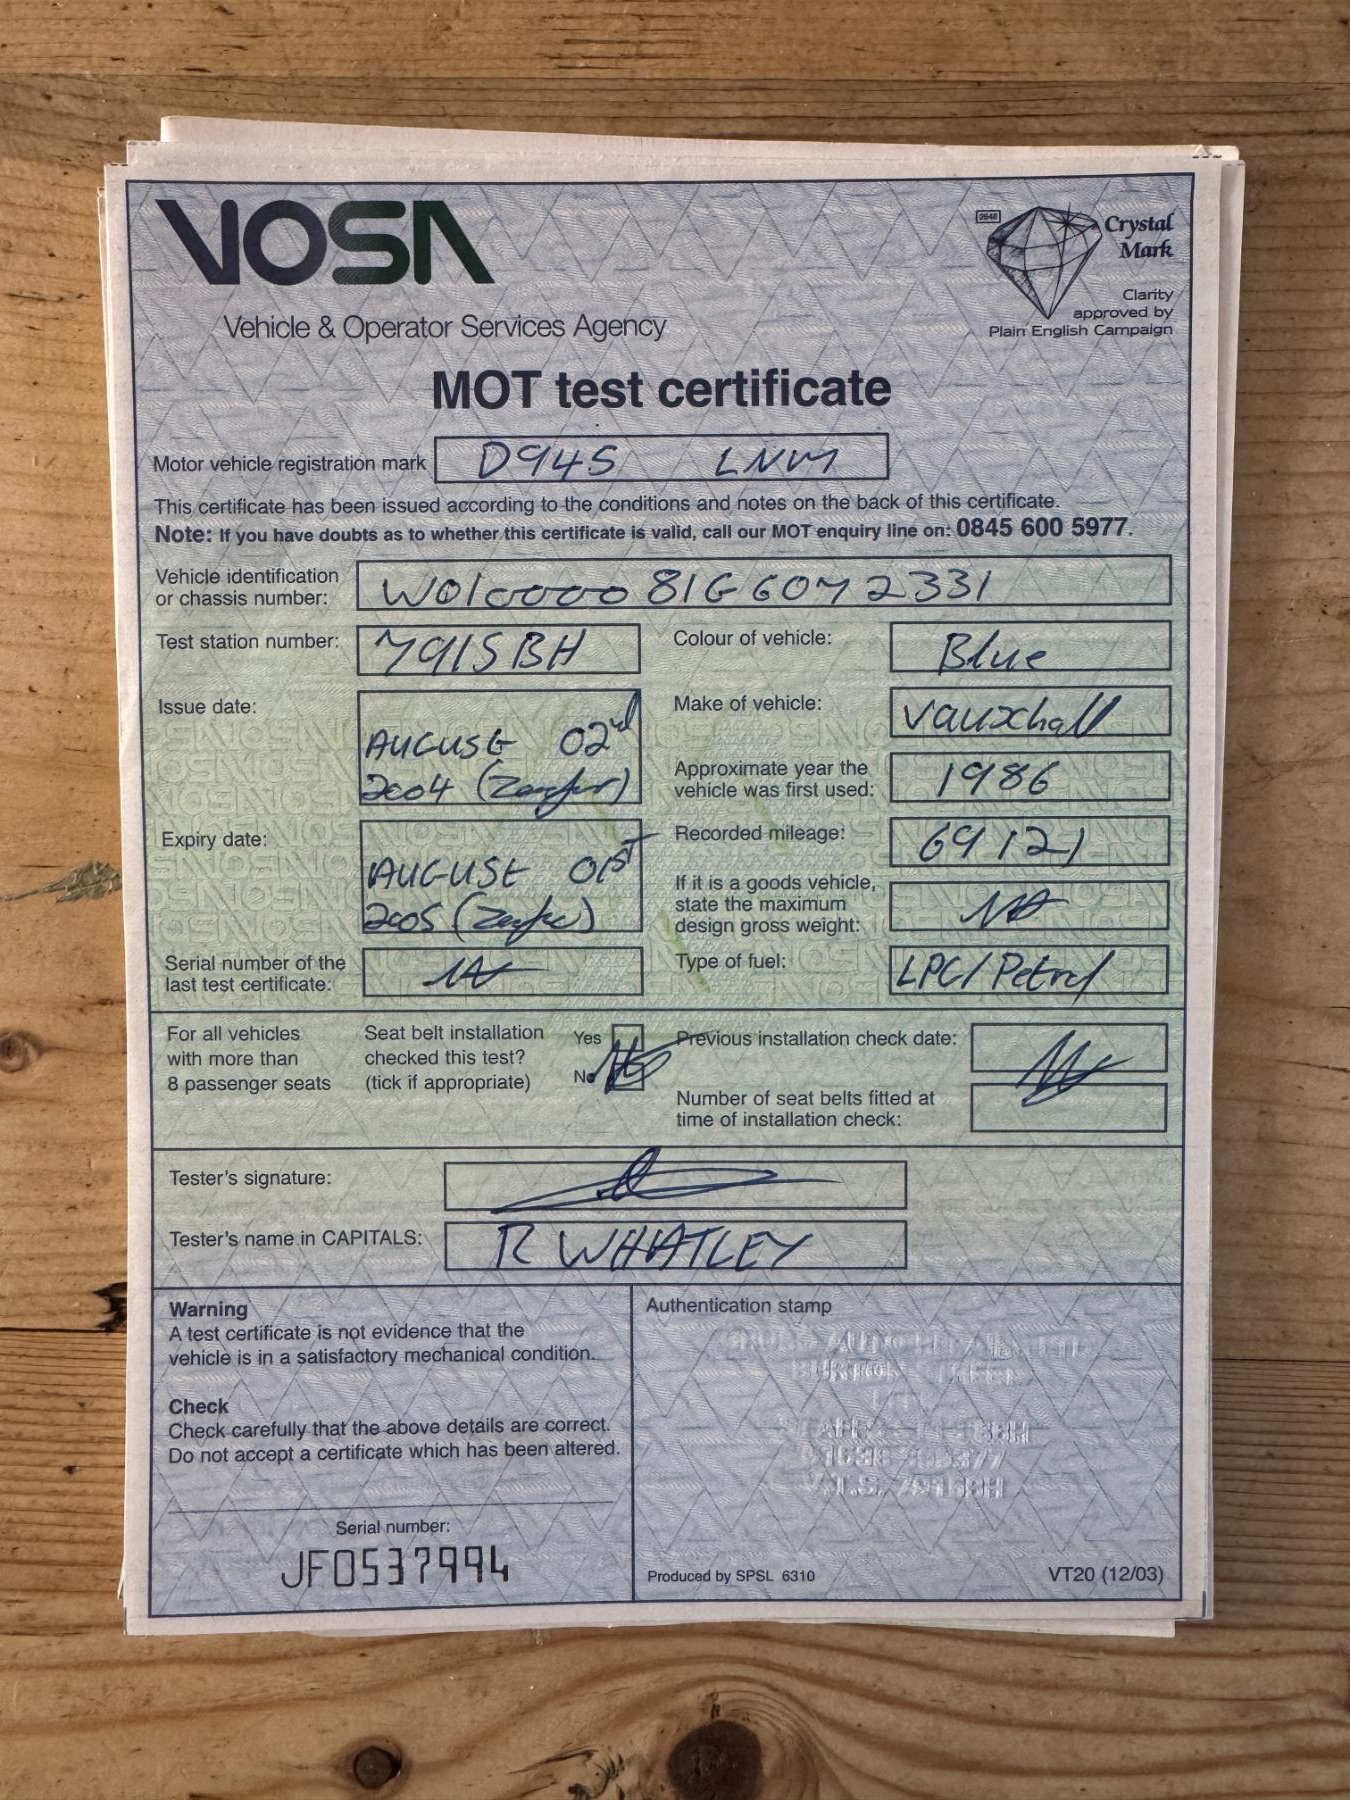 VOSA
Vehicle & Operator Services Agency
2646
Crystal
Mark
Clarity
approved by
Plain English Campaign
MOT test certificate
Motor vehicle registration mark D945 LNM
This certificate has been issued according to the conditions and notes on the back of this certificate.
Note: If you have doubts as to whether this certificate is valid, call our MOT enquiry line on: 0845 600 5977.
Vehicle identification
or chassis number: W01000081G6072331
Test station number: 7915BH
Colour of vehicle: Blue
Issue date: AUGUST 02nd
2004
Make of vehicle: Vauxhall
Approximate year the
vehicle was first used: 1986
Expiry date: AUGUST 01ST
2005
Recorded mileage: 69121
If it is a goods vehicle,
state the maximum
design gross weight: NA
Serial number of the
last test certificate: NA
Type of fuel: LPG/Petrol
For all vehicles
with more than
8 passenger seats
Seat belt installation
checked this test?
(tick if appropriate)
Yes
No
Previous installation check date:
Number of seat belts fitted at
time of installation check:
Tester's signature:
Tester's name in CAPITALS: R WHATLEY
Warning
A test certificate is not evidence that the
vehicle is in a satisfactory mechanical condition.
Check
Check carefully that the above details are correct.
Do not accept a certificate which has been altered.
Serial number:
JF0537994
Authentication stamp
V.T.S. 7915BH
Produced by SPSL 6310
VT20 (12/03)